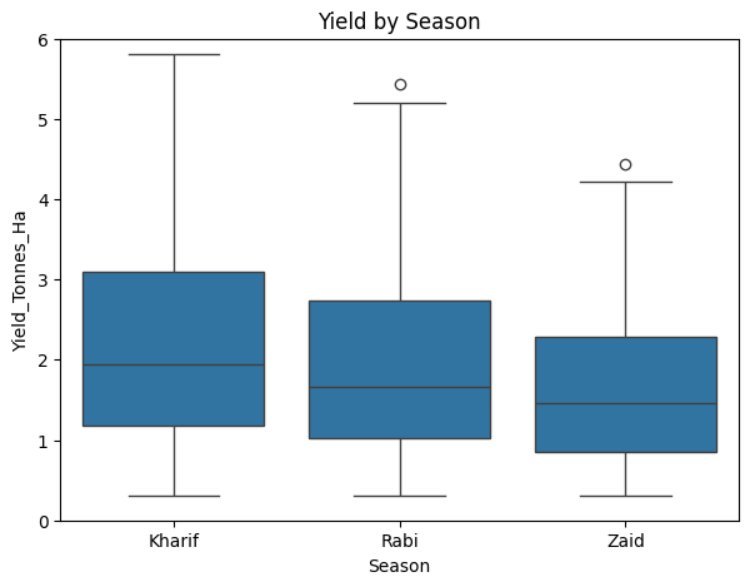 Yield by Season
Yield_Tonnes_Ha
6
5
4
3
2
1
0
Kharif
Rabi
Zaid
Season